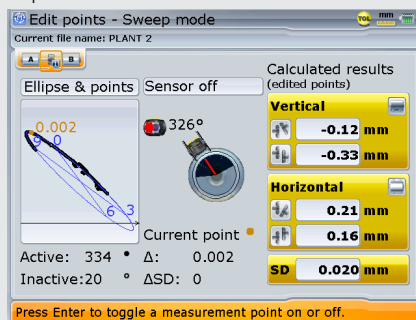 Edit points - Sweep mode
TOL mm
Current file name: PLANT 2
A B
Ellipse & points
Sensor off
Calculated results
(edited points)
0.002
9 0
6 3
326°
Vertical
-0.12 mm
-0.33 mm
Horizontal
0.21 mm
0.16 mm
SD 0.020 mm
Current point
Active: 334 ° Δ: 0.002
Inactive:20 ° ΔSD: 0
Press Enter to toggle a measurement point on or off.